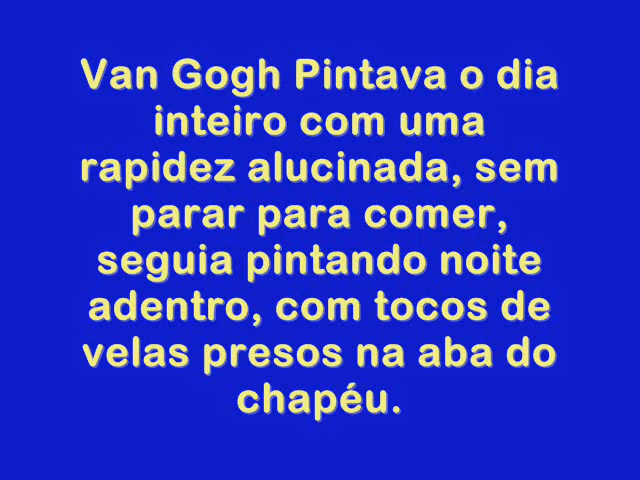 Van Gogh Pintava o dia
inteiro com uma
rapidez alucinada, sem
parar para comer,
seguia pintando noite
adentro, com tocos de
velas presos na aba do
chapéu.